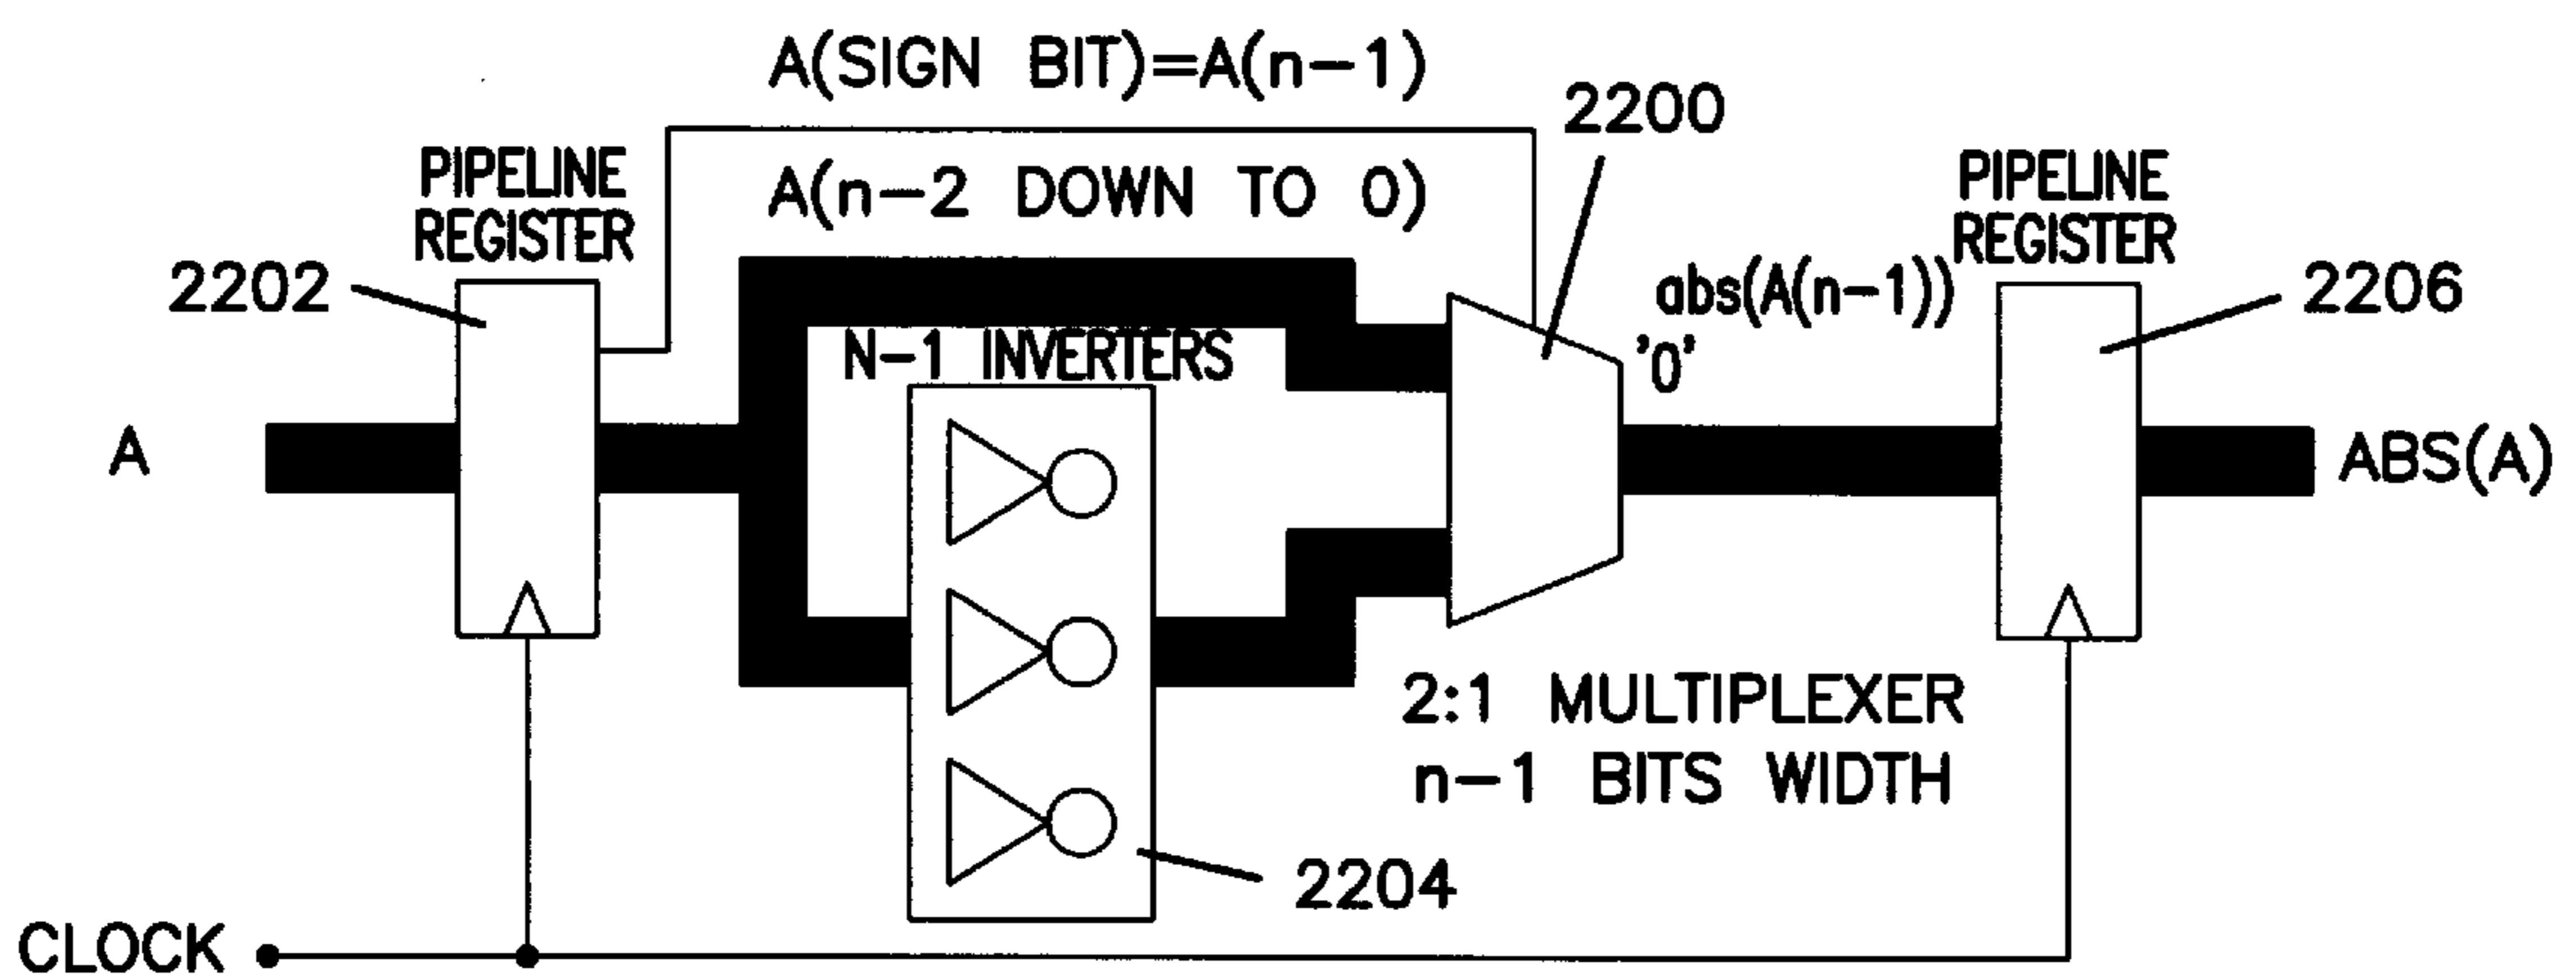 A(SIGN BIT)=A(n-1)
2200
PIPELINE
REGISTER
A(n-2 DOWN TO 0)
PIPELINE
REGISTER
2202
abs(A(n-1))
2206
N-1 INVERTERS
'0'
A
ABS(A)
2:1 MULTIPLEXER
n-1 BITS WIDTH
2204
CLOCK